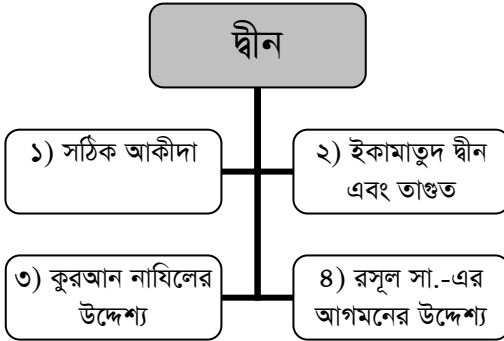 দ্বীন
১) সঠিক আকীদা
২) ইকামাতুদ দ্বীন
এবং তাগুত
৩) কুরআন নাযিলের
উদ্দেশ্য
৪) রসূল সা.-এর
আগমনের উদ্দেশ্য